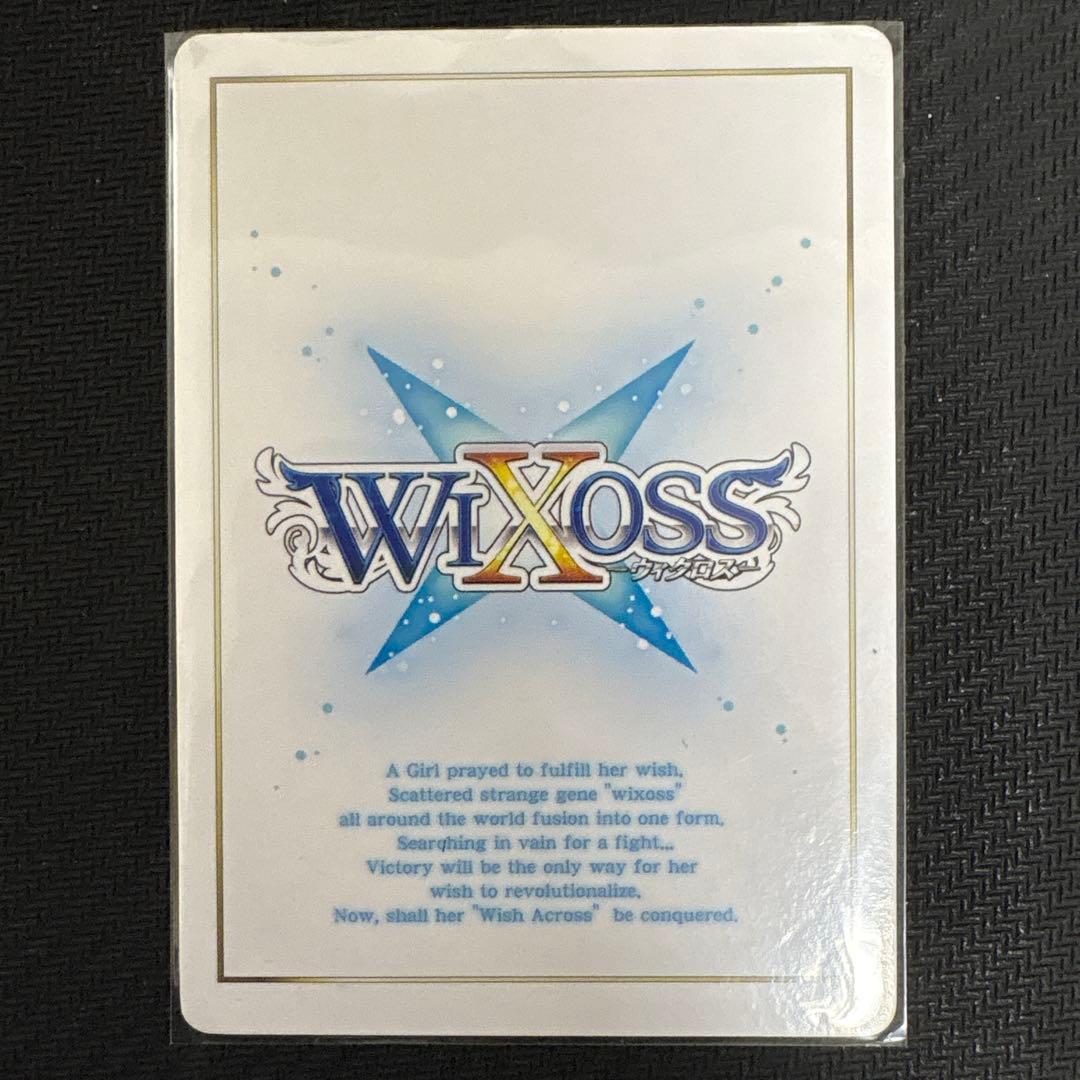 WIXOSS
ウィクロス
A Girl prayed to fulfill her wish,
Scattered strange gene "wixoss"
all around the world fusion into one form,
Searching in vain for a fight...
Victory will be the only way for her
wish to revolutionalize,
Now, shall her "Wish Across" be conquered.